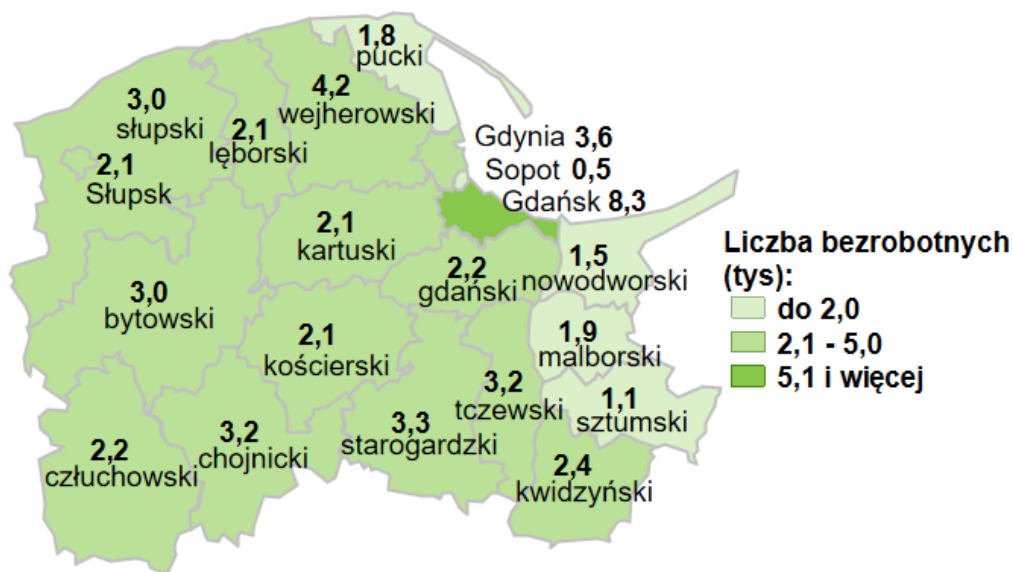 1,8
pucki
4,2
wejherowski
3,0
słupski
2,1
lęborski
2,1
Słupsk
Gdynia 3,6
Sopot 0,5
Gdańsk 8,3
2,1
kartuski
2,2
gdański
1,5
nowodworski
3,0
bytowski
2,1
kościerski
1,9
malborski
3,2
tczewski
1,1
sztumski
2,2
człuchowski
3,2
chojnicki
3,3
starogardzki
2,4
kwidzyński
Liczba bezrobotnych
(tys):
do 2,0
2,1 - 5,0
5,1 i więcej